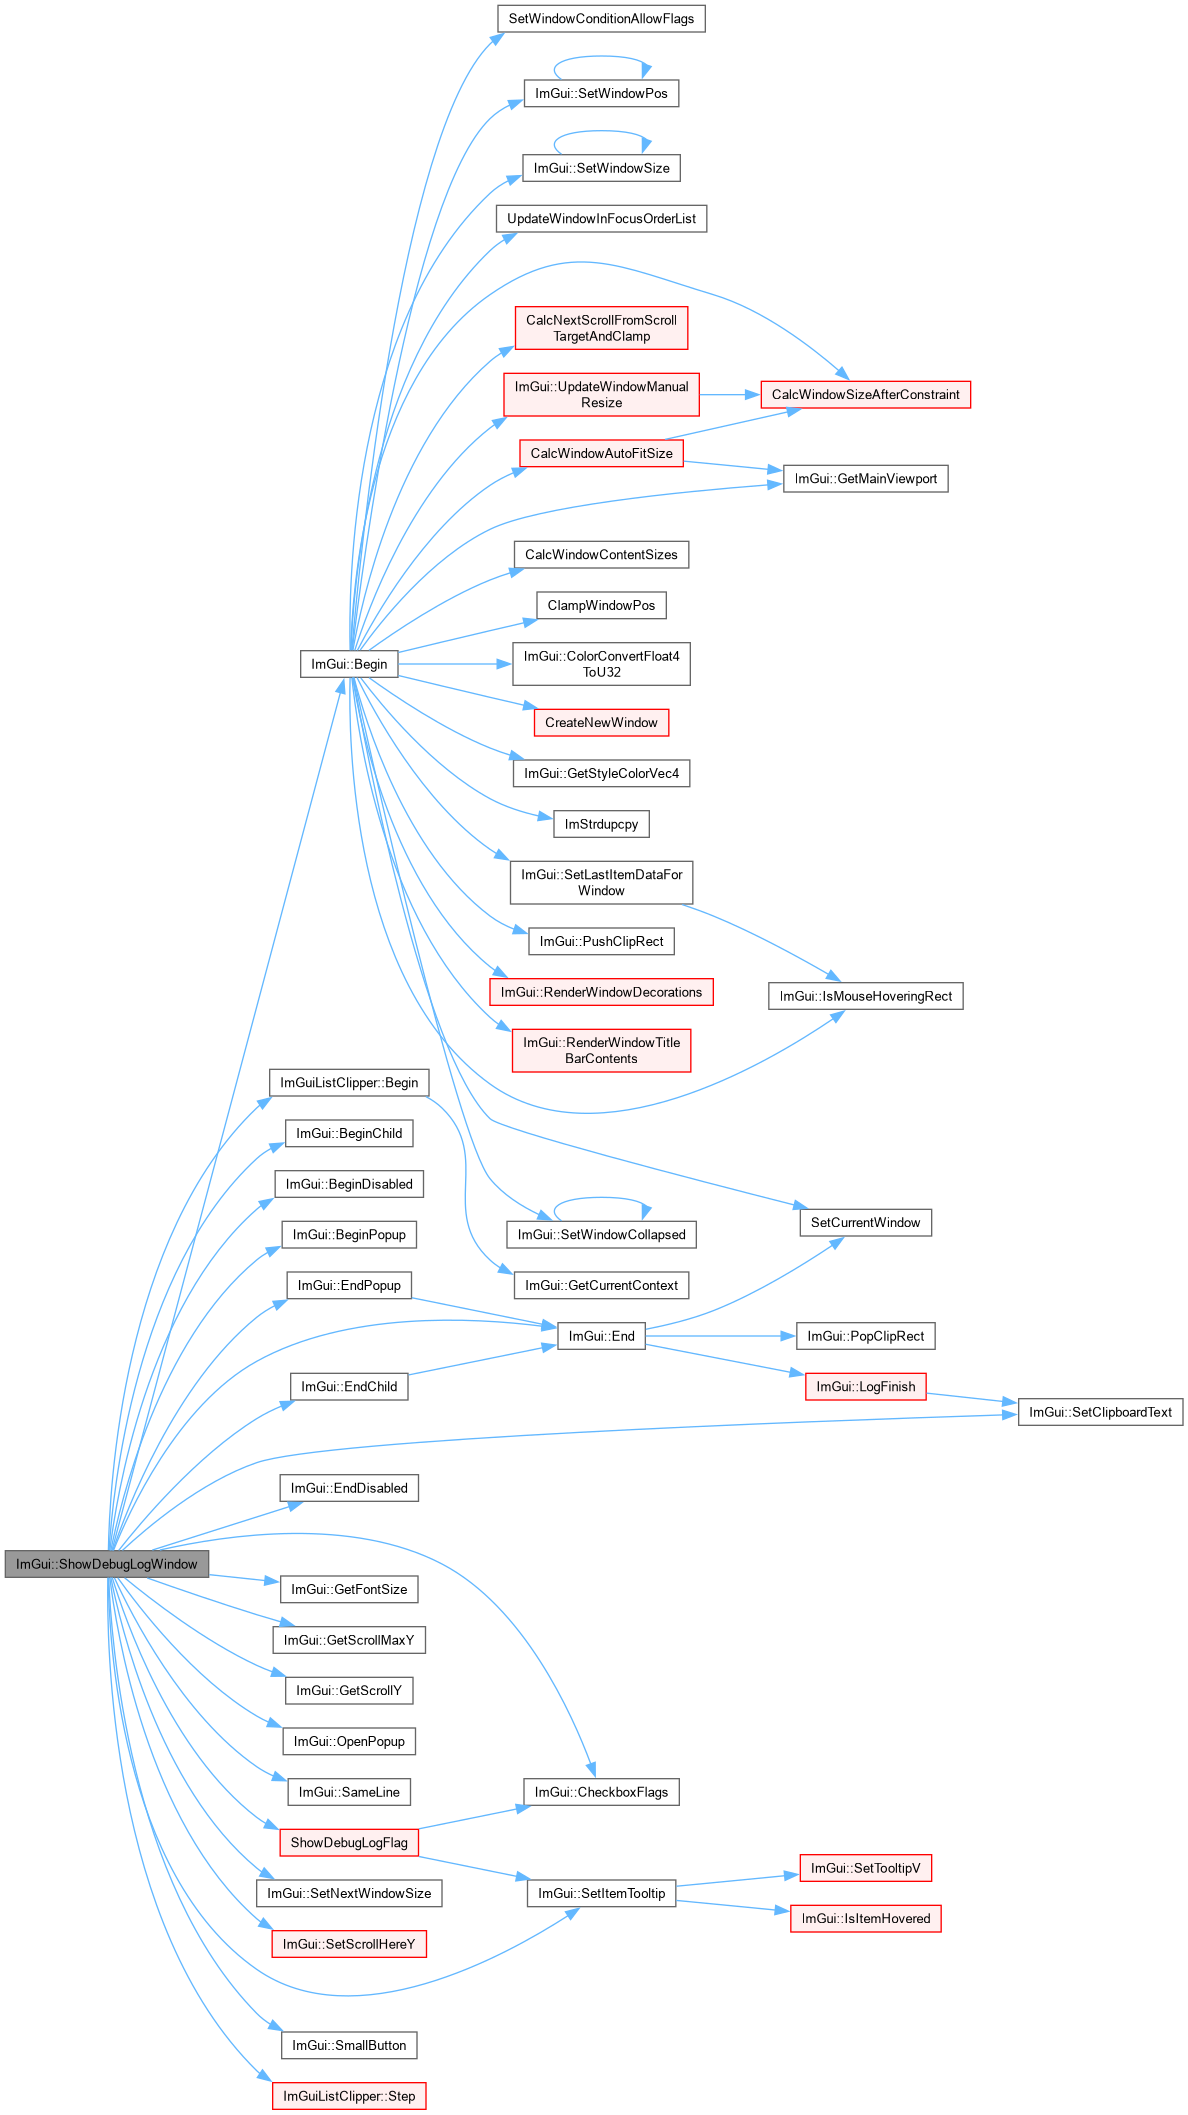 SetWindowConditionAllowFlags
ImGui::SetWindowPos
ImGui::SetWindowSize
UpdateWindowInFocusOrderList
CalcNextScrollFromScroll
TargetAndClamp
ImGui::UpdateWindowManual
Resize
CalcWindowSizeAfterConstraint
CalcWindowAutoFitSize
ImGui::GetMainViewport
CalcWindowContentSizes
ClampWindowPos
ImGui::Begin
ImGui::ColorConvertFloat4
ToU32
CreateNewWindow
ImGui::GetStyleColorVec4
ImStrdupcpy
ImGui::SetLastItemDataFor
Window
ImGui::PushClipRect
ImGui::RenderWindowDecorations
ImGui::IsMouseHoveringRect
ImGui::RenderWindowTitle
BarContents
ImGuiListClipper::Begin
ImGui::BeginChild
ImGui::BeginDisabled
SetCurrentWindow
ImGui::BeginPopup
ImGui::SetWindowCollapsed
ImGui::EndPopup
ImGui::GetCurrentContext
ImGui::End
ImGui::PopClipRect
ImGui::EndChild
ImGui::LogFinish
ImGui::SetClipboardText
ImGui::EndDisabled
ImGui::ShowDebugLogWindow
ImGui::GetFontSize
ImGui::GetScrollMaxY
ImGui::GetScrollY
ImGui::OpenPopup
ImGui::SameLine
ImGui::CheckboxFlags
ShowDebugLogFlag
ImGui::SetTooltipV
ImGui::SetNextWindowSize
ImGui::SetItemTooltip
ImGui::IsItemHovered
ImGui::SetScrollHereY
ImGui::SmallButton
ImGuiListClipper::Step